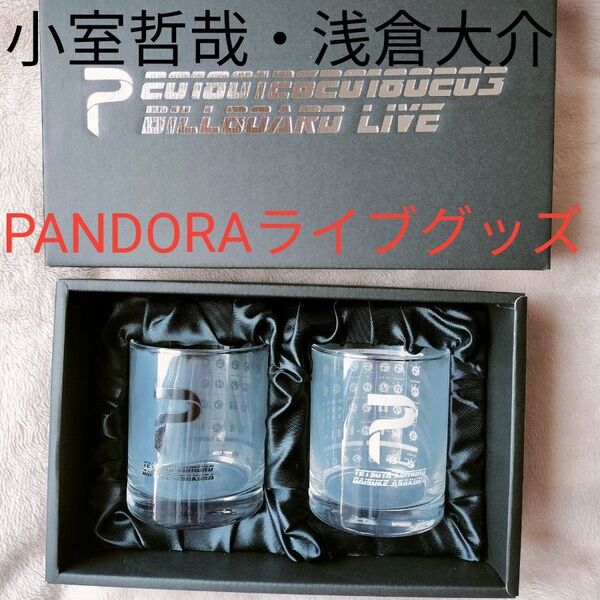 小室哲哉・浅倉大介
P 2018012620180203
BILLBOARD LIVE
PANDORAライブグッズ
P
TETSUYA KOMURO
DAISUKE ASAKURA
P
TETSUYA KOMURO
DAISUKE ASAKURA